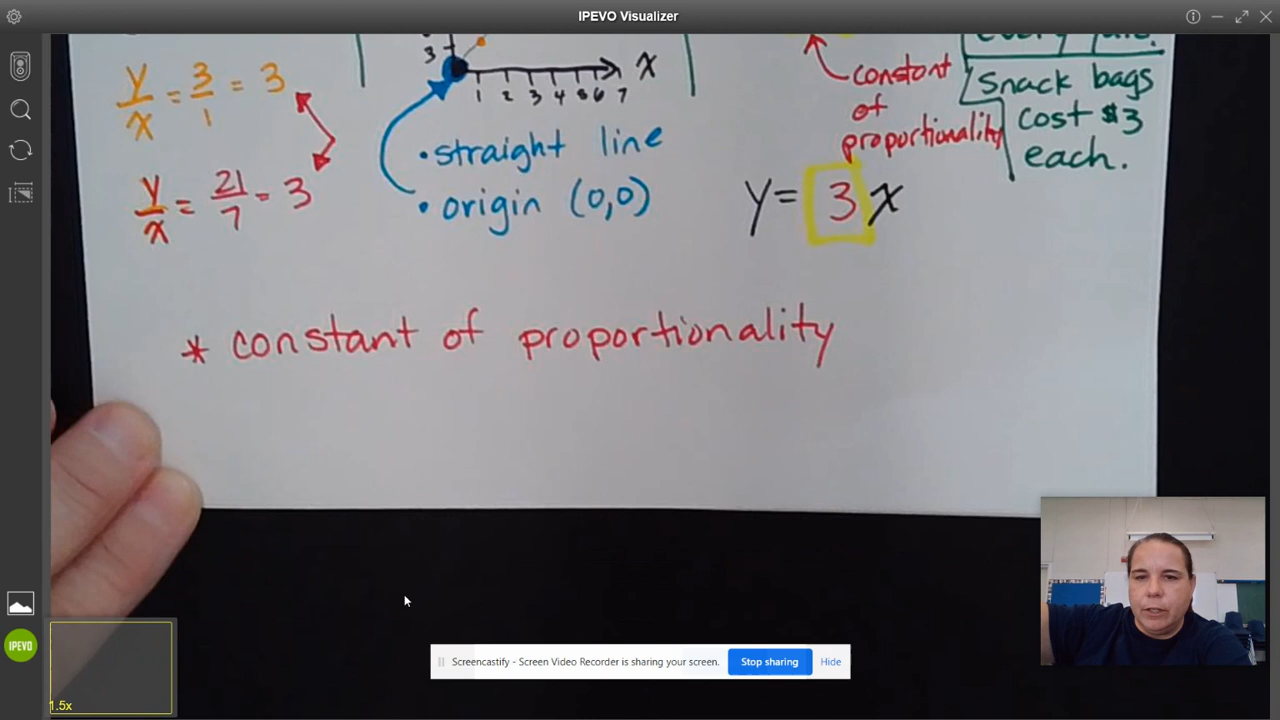 IPEVO Visualizer
y/x = 3/1 = 3
y/x = 21/7 = 3
3
x
1 2 3 4 5 6 7
• straight line
• origin (0,0)
constant
of
proportionality
y = 3x
Snack bags
cost $3
each.
* constant of proportionality
IPEVO
1.5x
Screencastify - Screen Video Recorder is sharing your screen.
Stop sharing
Hide